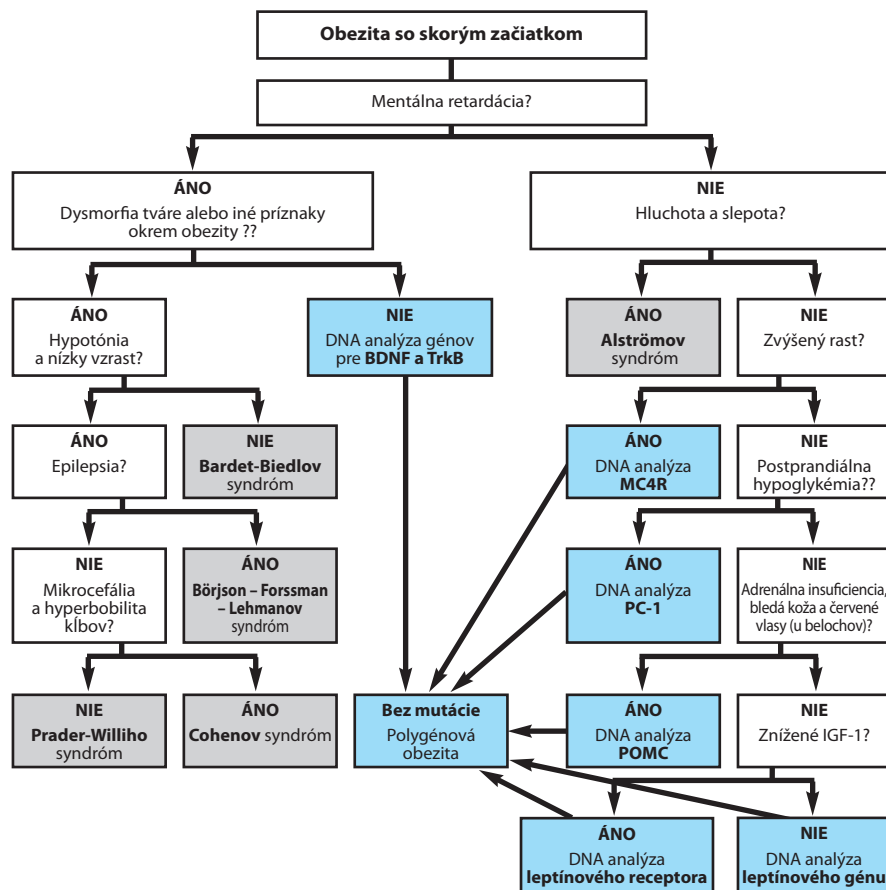 Obezita so skorým začiatkom
Mentálna retardácia?
ÁNO
Dysmorfia tváre alebo iné príznaky
okrem obezity ??
NIE
Hluchota a slepota?
ÁNO
Hypotónia
a nízky vzrast?
NIE
DNA analýza génov
pre BDNF a TrkB
ÁNO
Alströmov
syndróm
NIE
Zvýšený rast?
ÁNO
Epilepsia?
NIE
Bardet-Biedlov
syndróm
ÁNO
DNA analýza
MC4R
NIE
Postprandiálna
hypoglykémia??
NIE
Mikrocefália
a hyperbobilita
kĺbov?
ÁNO
Börjson – Forssman
– Lehmanov
syndróm
ÁNO
DNA analýza
PC-1
NIE
Adrenálna insuficiencia,
bledá koža a červené
vlasy (u belochov)?
NIE
Prader-Williho
syndróm
ÁNO
Cohenov syndróm
Bez mutácie
Polygénová
obezita
ÁNO
DNA analýza
POMC
NIE
Znížené IGF-1?
ÁNO
DNA analýza
leptínového receptora
NIE
DNA analýza
leptínového génu